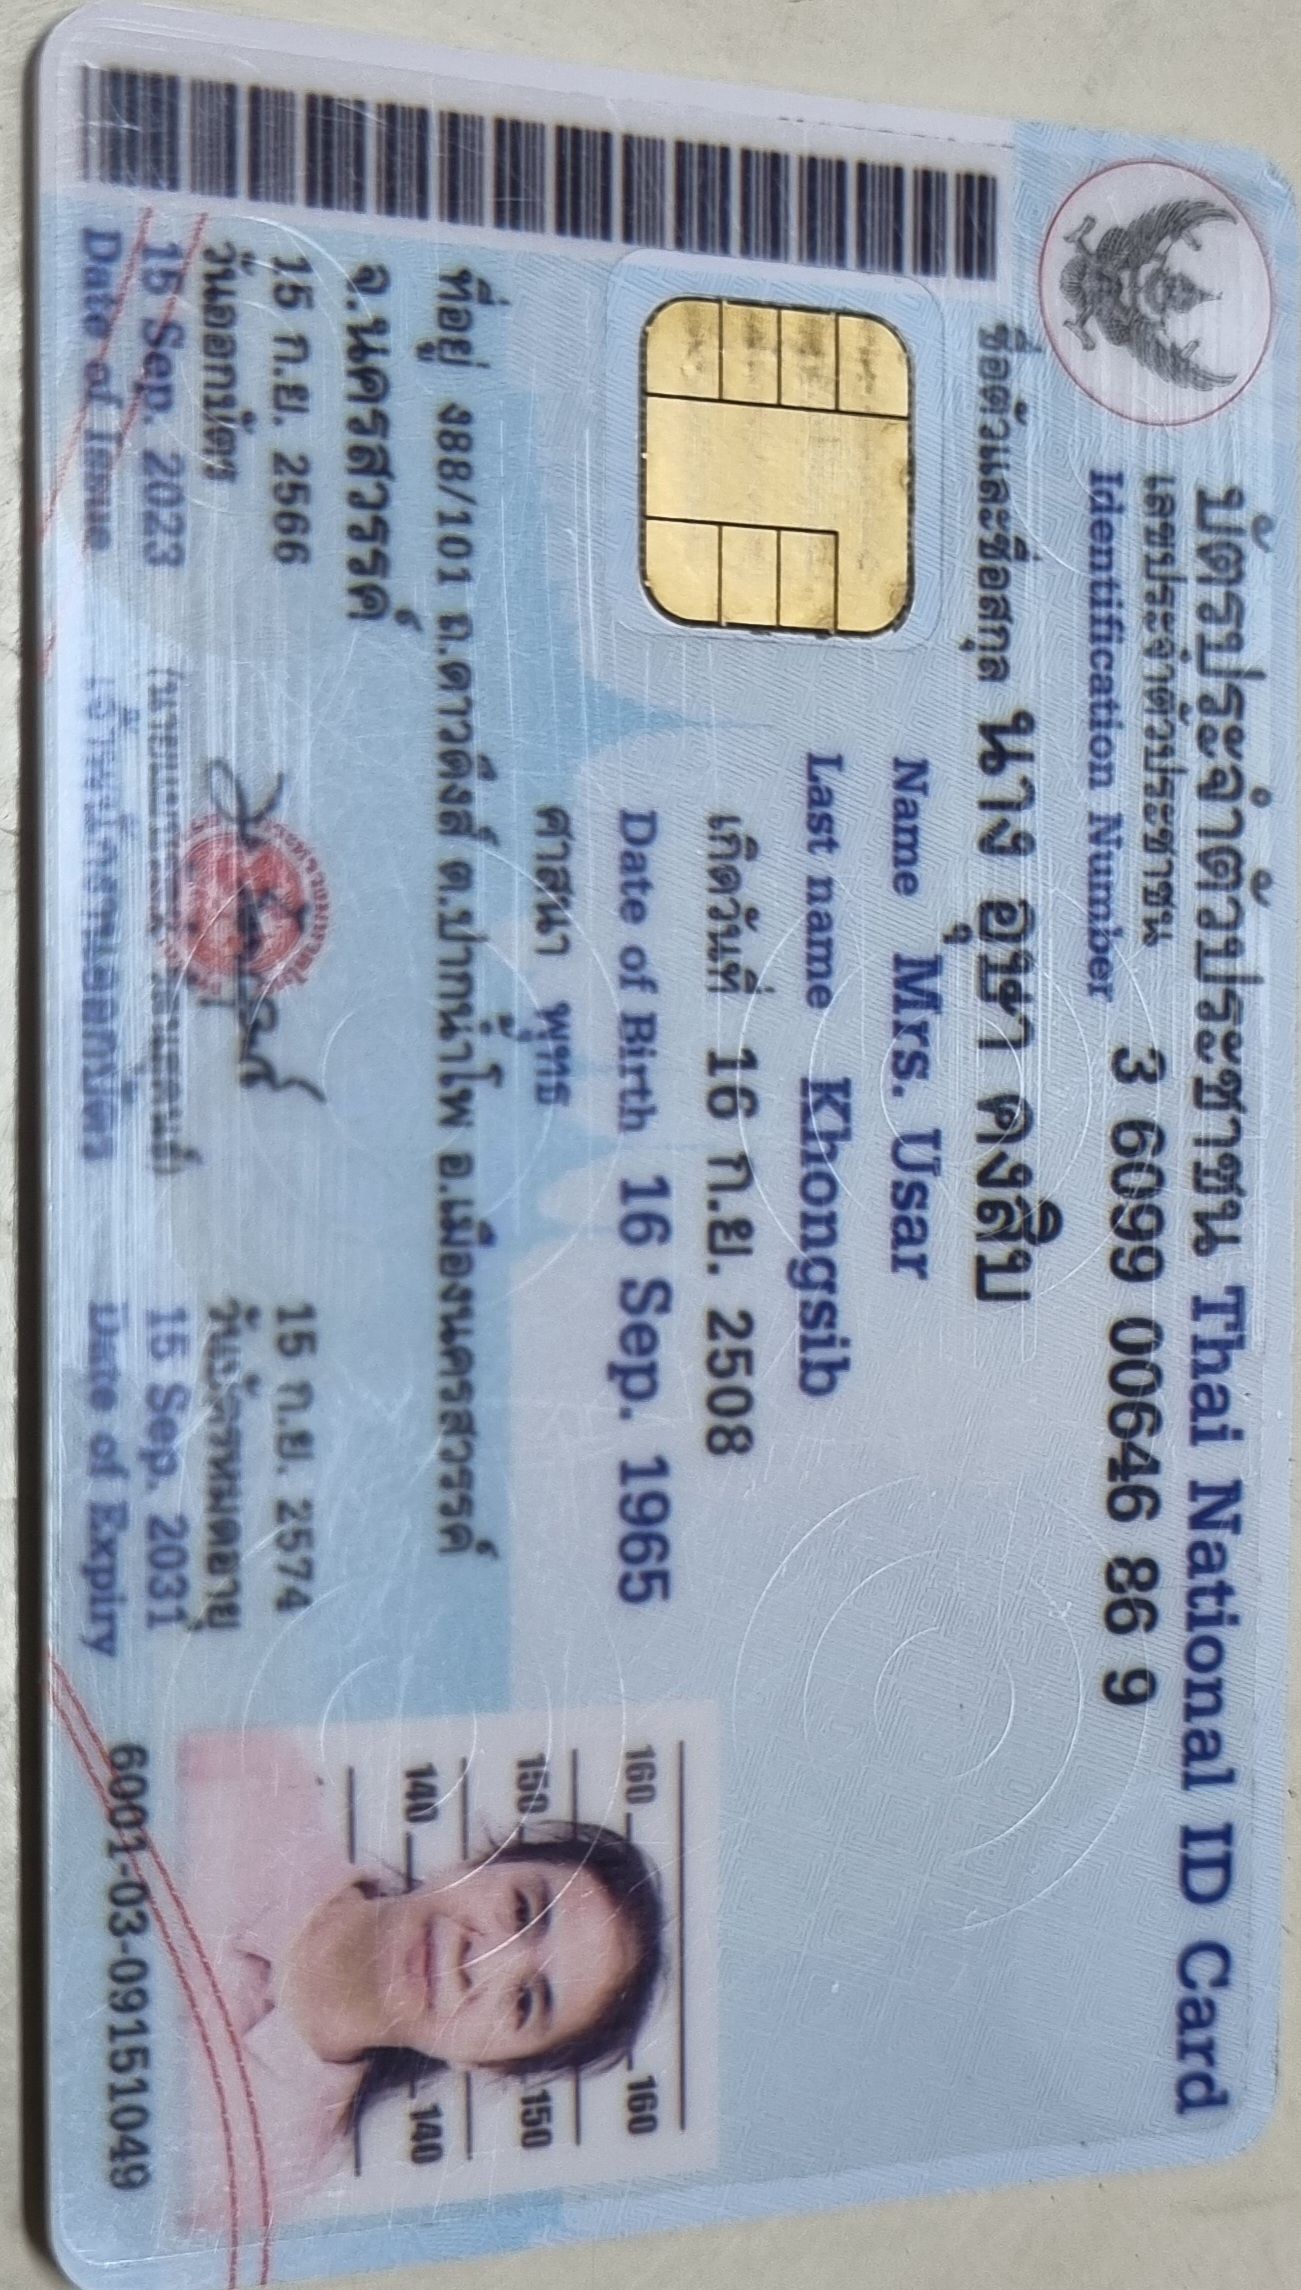 บัตรประจำตัวประชาชน Thai National ID Card
เลขประจำตัวประชาชน
Identification Number
3 6099 00646 86 9
ชื่อตัวและชื่อสกุล นาง อุษา คงสิบ
Name Mrs. Usar
Last name Khongsib
เกิดวันที่ 16 ก.ย. 2508
Date of Birth 16 Sep. 1965
ศาสนา พุทธ
ที่อยู่ ง88/101 ถ.ดาวดึงส์ ต.ปากน้ำโพ อ.เมืองนครสวรรค์
จ.นครสวรรค์
15 ก.ย. 2566
วันออกบัตร
15 Sep. 2023
Date of Issue
เจ้าพนักงานออกบัตร
15 ก.ย. 2574
วันบัตรหมดอายุ
15 Sep. 2031
Date of Expiry
160 160
150 150
140 140
6001-03-09151049